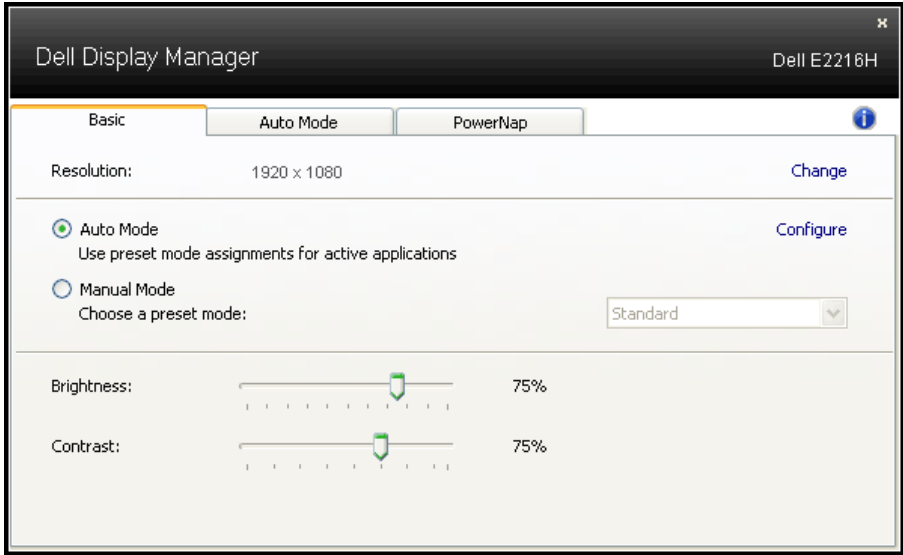 Dell Display Manager
Dell E2216H
Basic
Auto Mode
PowerNap
Resolution:
1920 x 1080
Change
Auto Mode
Configure
Use preset mode assignments for active applications
Manual Mode
Choose a preset mode:
Standard
Brightness:
75%
Contrast:
75%